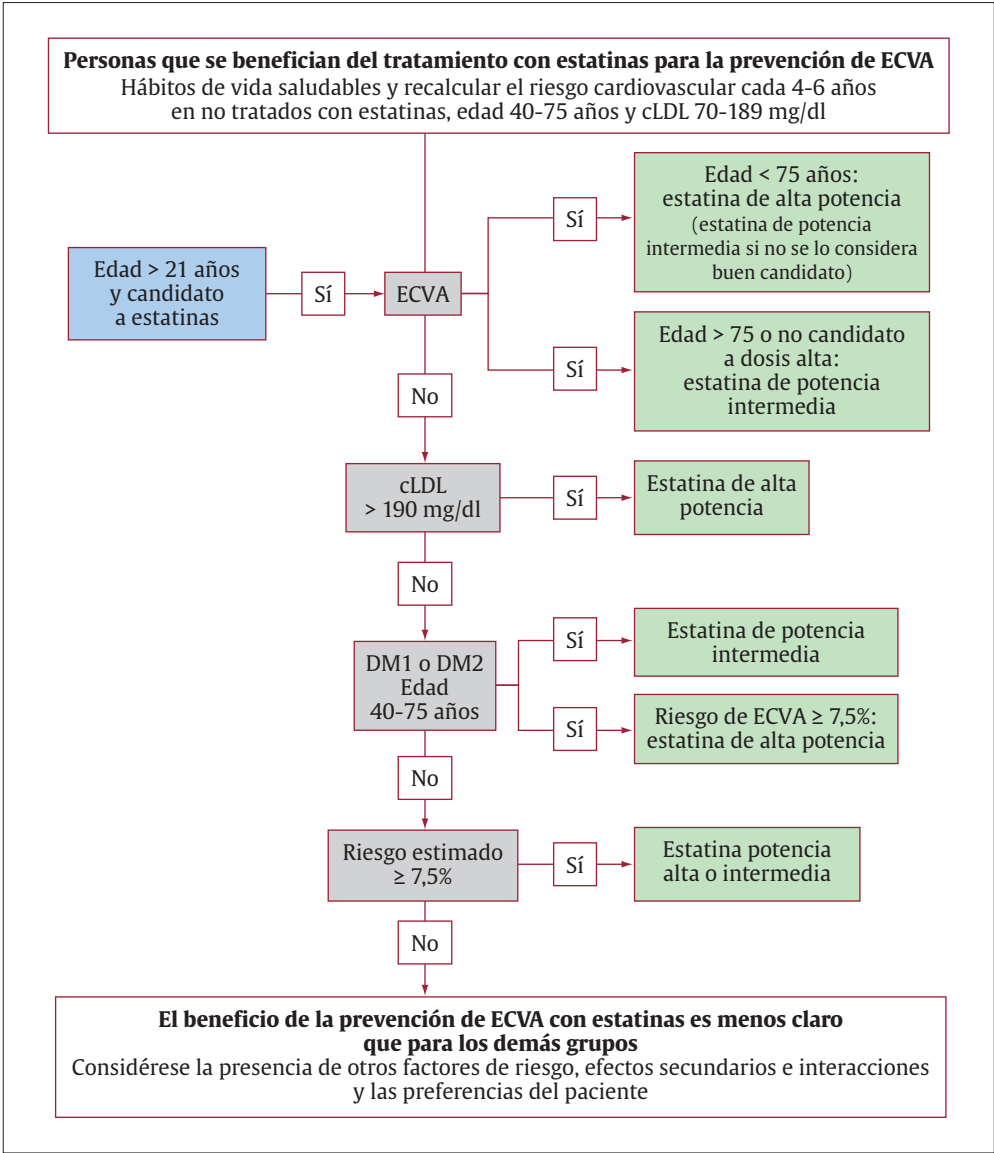 Personas que se benefician del tratamiento con estatinas para la prevención de ECVA
Hábitos de vida saludables y recalcular el riesgo cardiovascular cada 4-6 años
en no tratados con estatinas, edad 40-75 años y cLDL 70-189 mg/dl
Edad > 21 años
y candidato
a estatinas
Sí
ECVA
Sí
Edad < 75 años:
estatina de alta potencia
(estatina de potencia
intermedia si no se lo considera
buen candidato)
Sí
Edad > 75 o no candidato
a dosis alta:
estatina de potencia
intermedia
No
cLDL
> 190 mg/dl
Sí
Estatina de alta
potencia
No
DM1 o DM2
Edad
40-75 años
Sí
Estatina de potencia
intermedia
Sí
Riesgo de ECVA ≥ 7,5%:
estatina de alta potencia
No
Riesgo estimado
≥ 7,5%
Sí
Estatina potencia
alta o intermedia
No
El beneficio de la prevención de ECVA con estatinas es menos claro
que para los demás grupos
Considérese la presencia de otros factores de riesgo, efectos secundarios e interacciones
y las preferencias del paciente